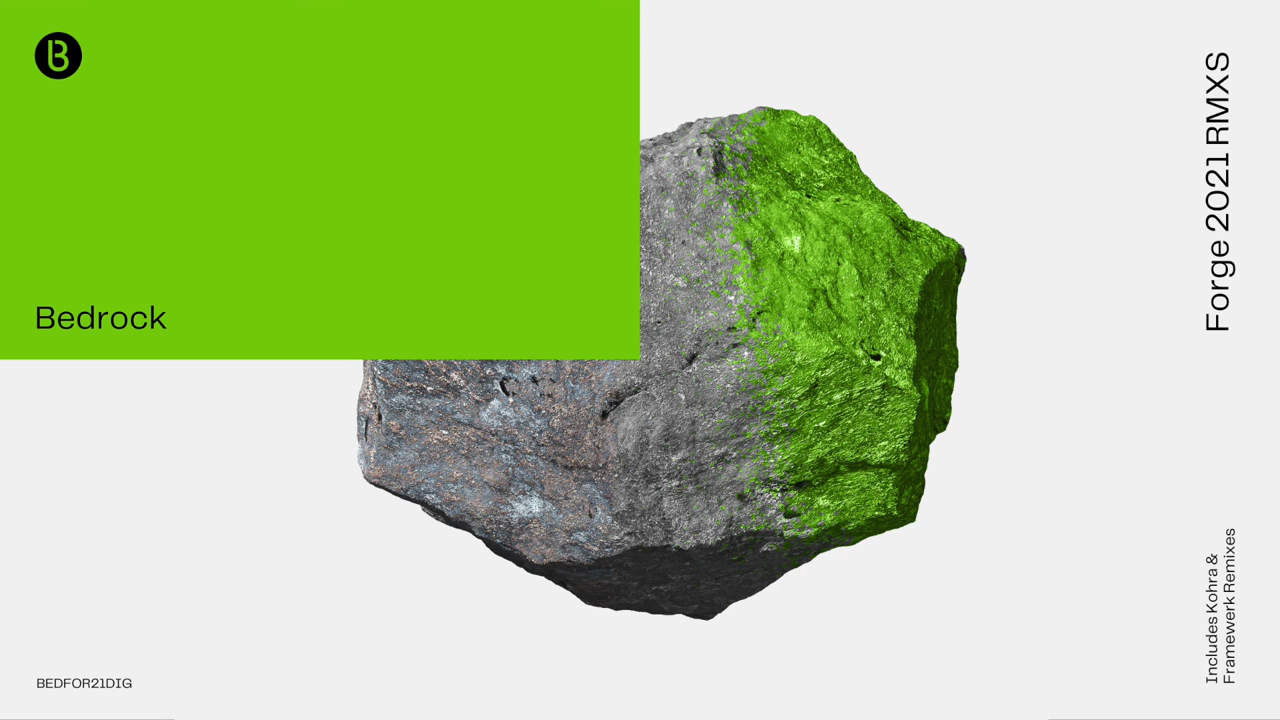 B
Bedrock
Forge 2021 RMXS
Includes Kohra &
Framewerk Remixes
BEDFOR21DIG